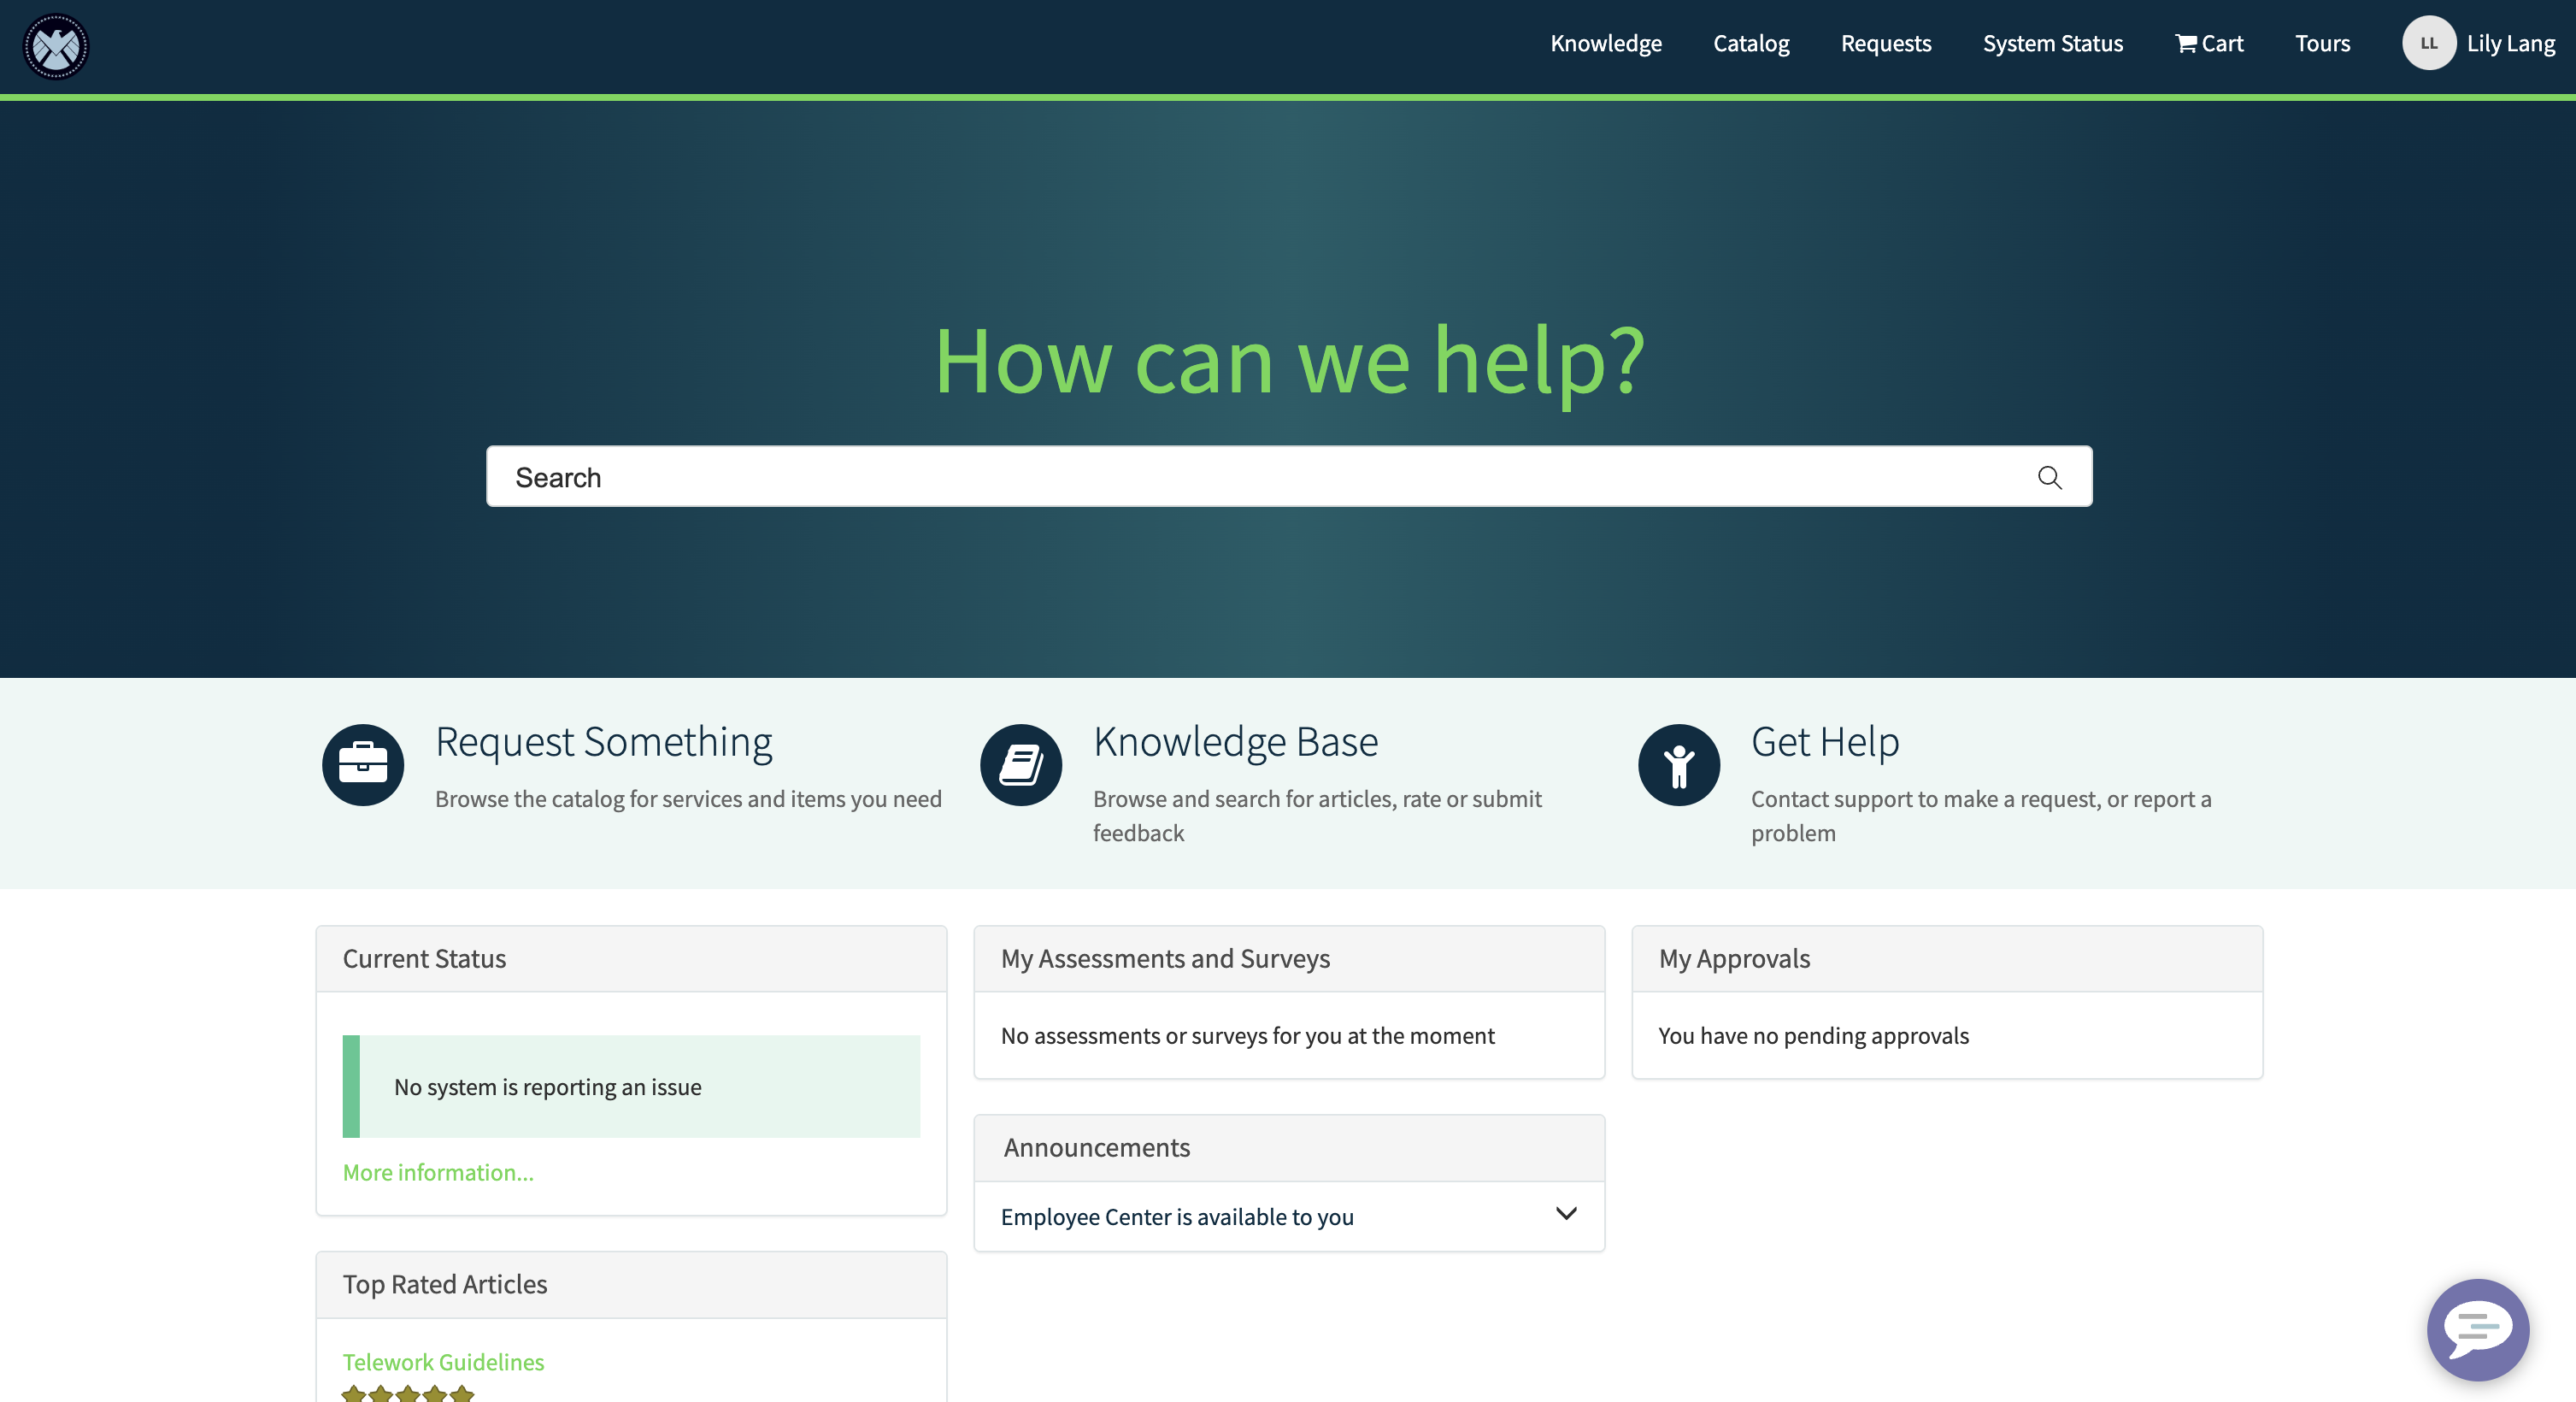 Knowledge
Catalog
Requests
System Status
Cart
Tours
LL
Lily Lang
How can we help?
Search
Request Something
Browse the catalog for services and items you need
Knowledge Base
Browse and search for articles, rate or submit
feedback
Get Help
Contact support to make a request, or report a
problem
Current Status
No system is reporting an issue
More information...
My Assessments and Surveys
No assessments or surveys for you at the moment
My Approvals
You have no pending approvals
Announcements
Employee Center is available to you
Top Rated Articles
Telework Guidelines